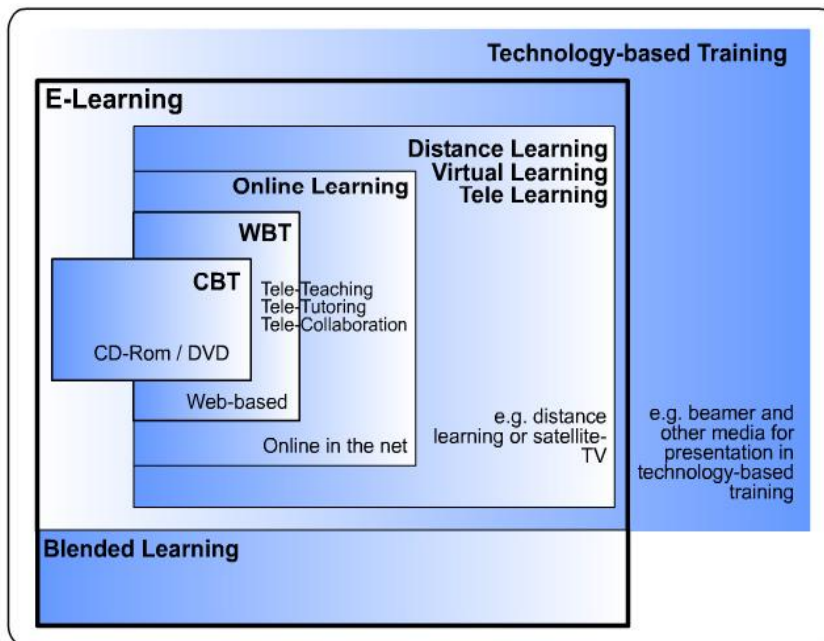 Technology-based Training
E-Learning
Distance Learning
Virtual Learning
Tele Learning
Online Learning
WBT
CBT
Tele-Teaching
Tele-Tutoring
Tele-Collaboration
CD-Rom / DVD
Web-based
Online in the net
e.g. distance
learning or satellite-
TV
e.g. beamer and
other media for
presentation in
technology-based
training
Blended Learning